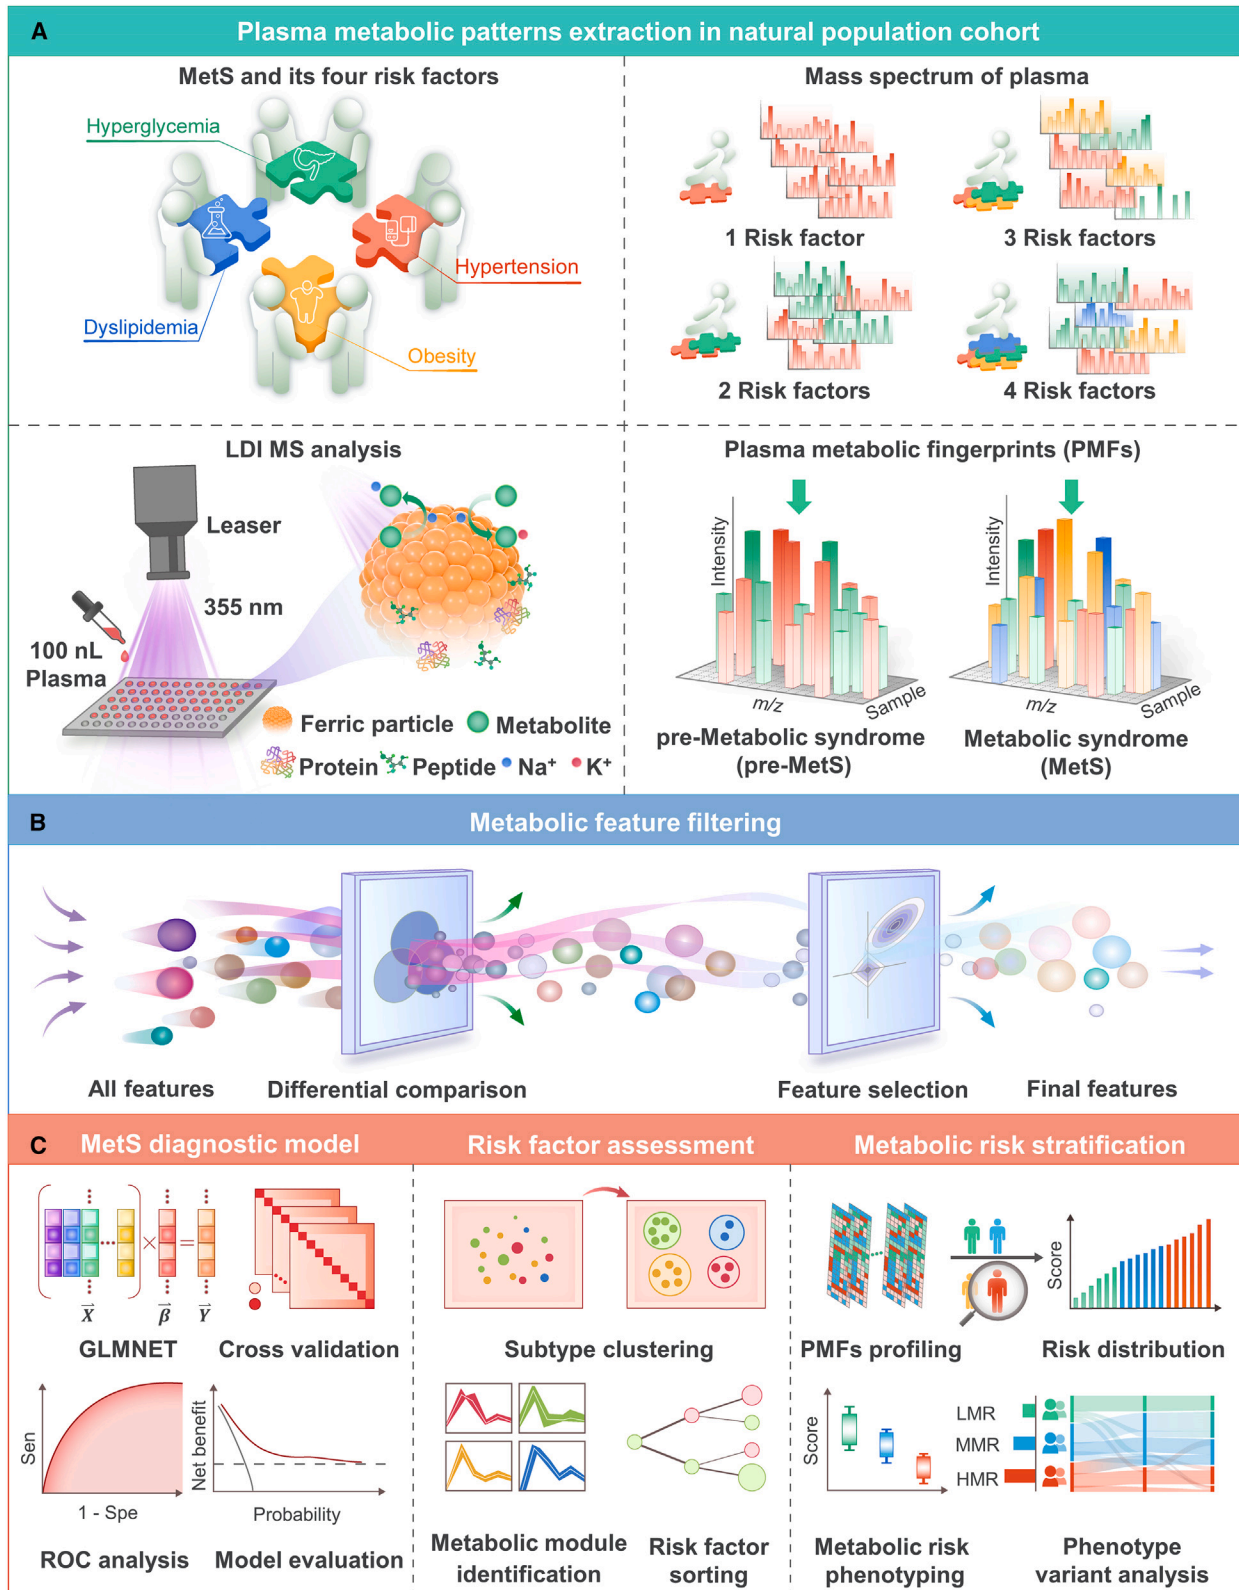 A Plasma metabolic patterns extraction in natural population cohort
MetS and its four risk factors
Hyperglycemia
Hypertension
Dyslipidemia
Obesity
Mass spectrum of plasma
1 Risk factor
3 Risk factors
2 Risk factors
4 Risk factors
LDI MS analysis
Leaser
355 nm
100 nL
Plasma
Ferric particle
Metabolite
Protein
Peptide
Na⁺
K⁺
Plasma metabolic fingerprints (PMFs)
Intensity
m/z
Sample
pre-Metabolic syndrome
(pre-MetS)
Intensity
m/z
Sample
Metabolic syndrome
(MetS)
B Metabolic feature filtering
All features
Differential comparison
Feature selection
Final features
C MetS diagnostic model
Risk factor assessment
Metabolic risk stratification
X⃗ × β⃗ = Y⃗
GLMNET
Cross validation
Sen
1 - Spe
ROC analysis
Net benefit
Probability
Model evaluation
Subtype clustering
Metabolic module
identification
Risk factor
sorting
PMFs profiling
Score
Risk distribution
Score
Metabolic risk
phenotyping
LMR
MMR
HMR
Phenotype
variant analysis